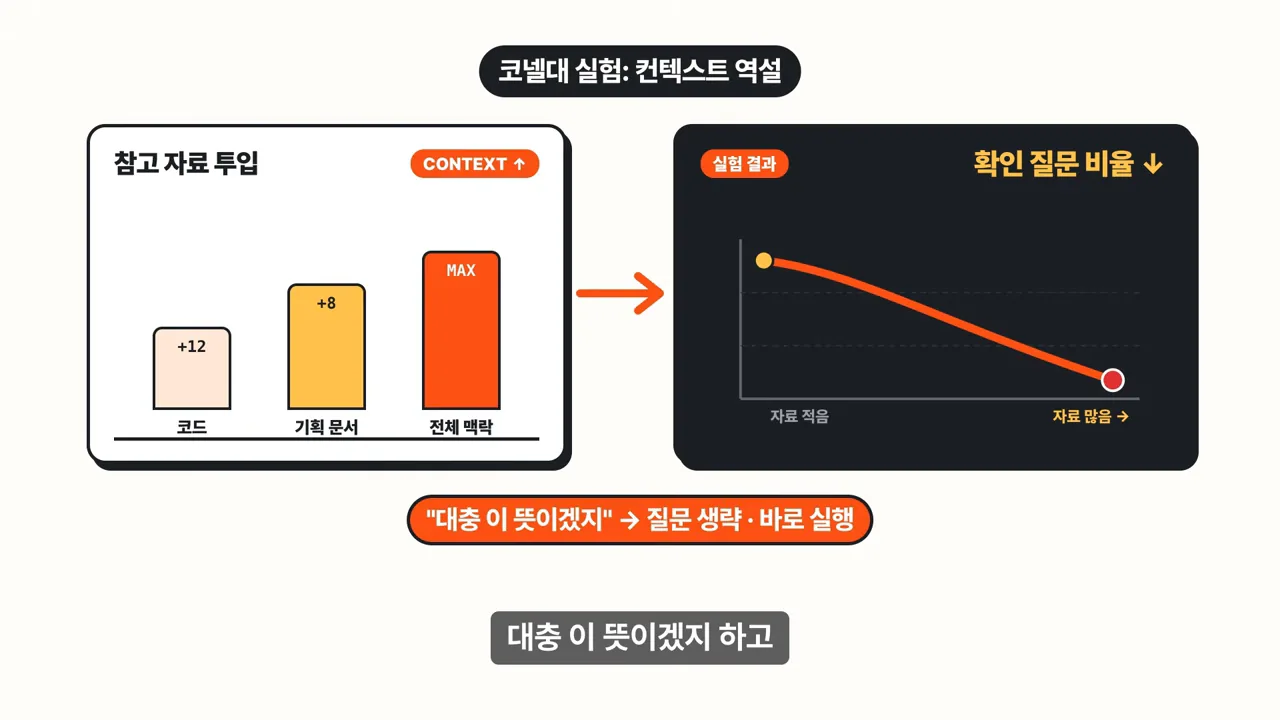 코넬대 실험: 컨텍스트 역설
참고 자료 투입
CONTEXT ↑
+12
+8
MAX
코드
기획 문서
전체 맥락
실험 결과
확인 질문 비율 ↓
자료 적음
자료 많음 →
"대충 이 뜻이겠지" → 질문 생략 · 바로 실행
대충 이 뜻이겠지 하고